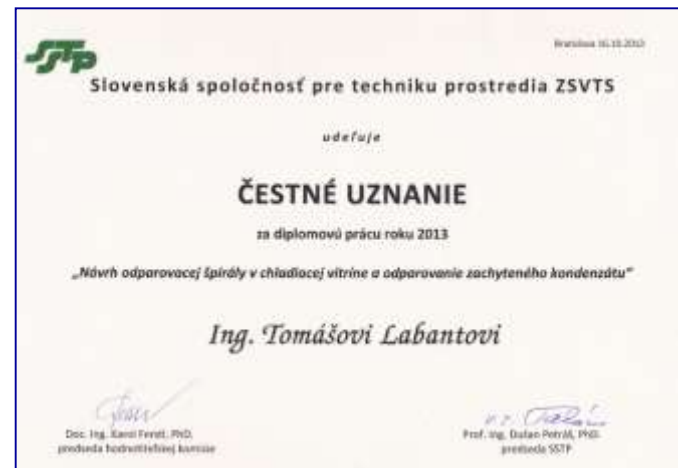 Bratislava 16.10.2013
SSTP
Slovenská spoločnosť pre techniku prostredia ZSVTS
udeľuje
ČESTNÉ UZNANIE
za diplomovú prácu roku 2013
„Návrh odparovacej špirály v chladiacej vitríne a odparovanie zachyteného kondenzátu“
Ing. Tomášovi Labantovi
Doc. Ing. Karol Ferstl, PhD.
predseda hodnotiteľskej komisie
Prof. Ing. Dušan Petráš, PhD.
predseda SSTP